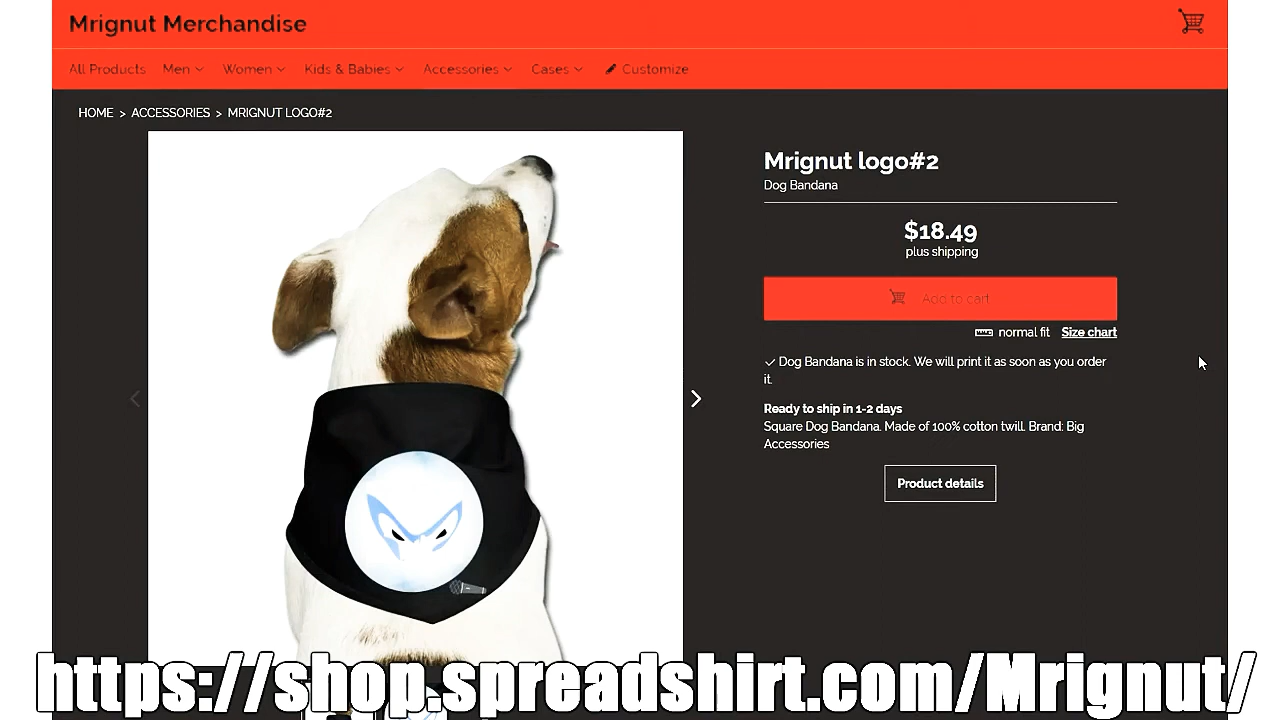 Mrignut Merchandise
All Products Men Women Kids & Babies Accessories Cases Customize
HOME > ACCESSORIES > MRIGNUT LOGO#2
Mrignut logo#2
Dog Bandana
$18.49
plus shipping
Add to cart
normal fit Size chart
Dog Bandana is in stock. We will print it as soon as you order
it.
Ready to ship in 1-2 days
Square Dog Bandana. Made of 100% cotton twill. Brand: Big
Accessories
Product details
https://shop.spreadshirt.com/Mrignut/